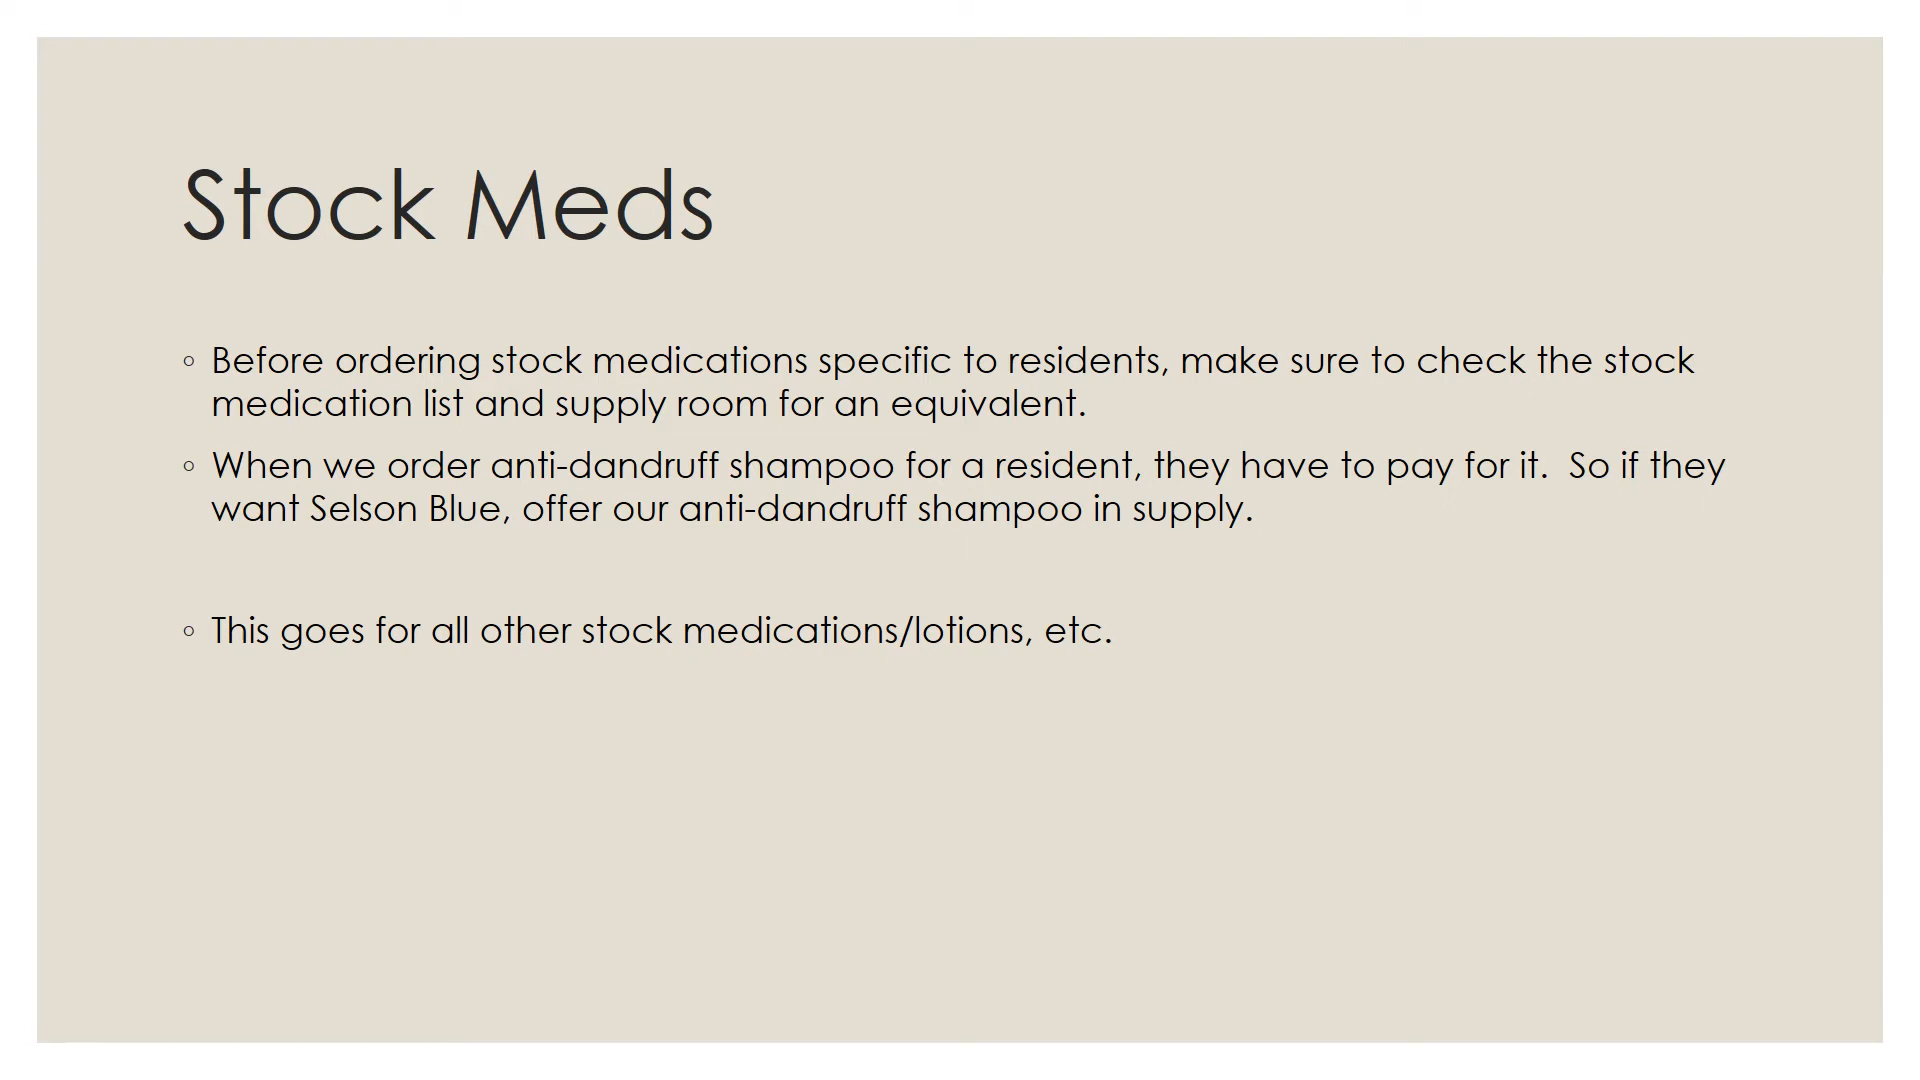 Stock Meds
◦ Before ordering stock medications specific to residents, make sure to check the stock
medication list and supply room for an equivalent.
◦ When we order anti-dandruff shampoo for a resident, they have to pay for it.  So if they
want Selson Blue, offer our anti-dandruff shampoo in supply.
◦ This goes for all other stock medications/lotions, etc.